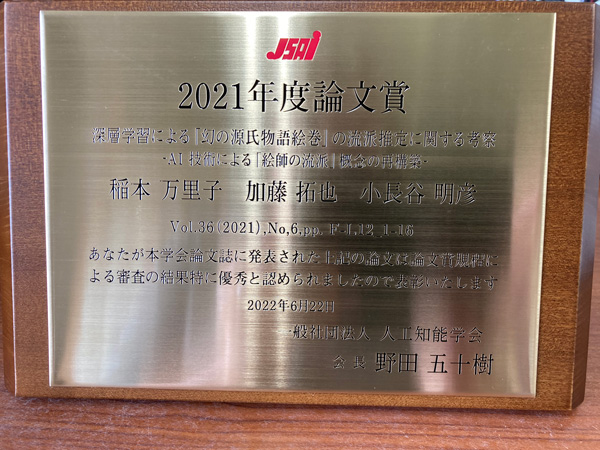 JSAI
2021年度論文賞
深層学習による『幻の源氏物語絵巻』の流派推定に関する考察
-AI 技術による『絵師の流派』概念の再構築-
稲本 万里子 加藤 拓也 小長谷 明彦
Vol.36(2021),No,6,pp. F-L12_1-16
あなたが本学会論文誌に発表された上記の論文は論文賞類稿に
よる審査の結果特に優秀と認められましたので表彰いたします
2022年6月22日
一般社団法人 人工知能学会
会長 野田 五十樹